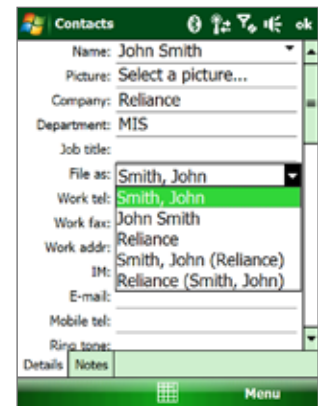 Contacts ok
Name: John Smith
Picture: Select a picture...
Company: Reliance
Department: MIS
Job title:
File as: Smith, John
Work tel: Smith, John
Work fax: John Smith
Work addr: Reliance
Smith, John (Reliance)
IM: Reliance (Smith, John)
E-mail:
Mobile tel:
Ring tone:
Details Notes
Menu